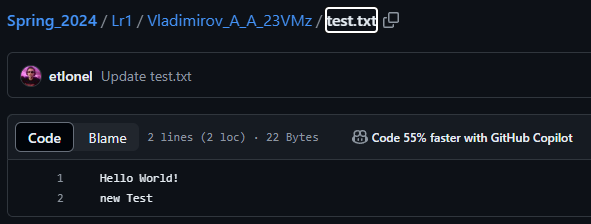 Spring_2024 / Lr1 / Vladimirov_A_A_23VMz / test.txt
etlonel Update test.txt
Code Blame 2 lines (2 loc) · 22 Bytes Code 55% faster with GitHub Copilot
1 Hello World!
2 new Test